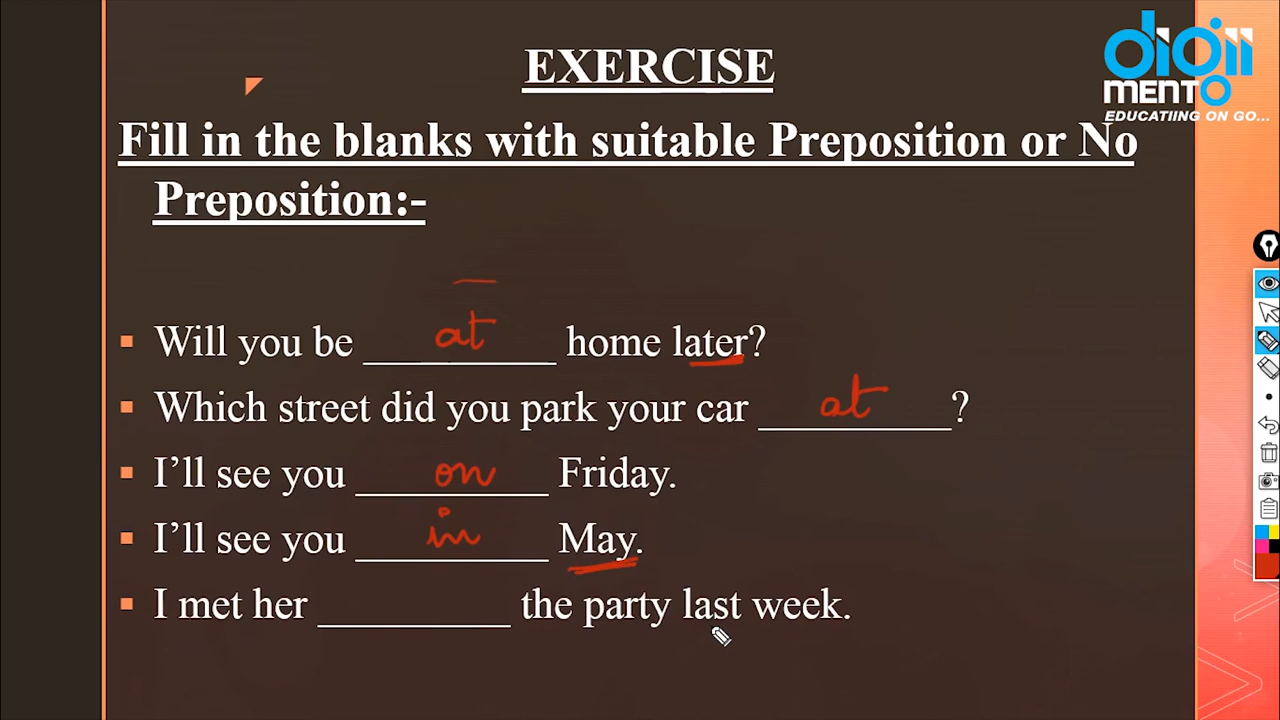 EXERCISE
Fill in the blanks with suitable Preposition or No
Preposition:-
Will you be at home later?
Which street did you park your car at ?
I'll see you on Friday.
I'll see you in May.
I met her __________ the party last week.
digii
MENTO
EDUCATIING ON GO...